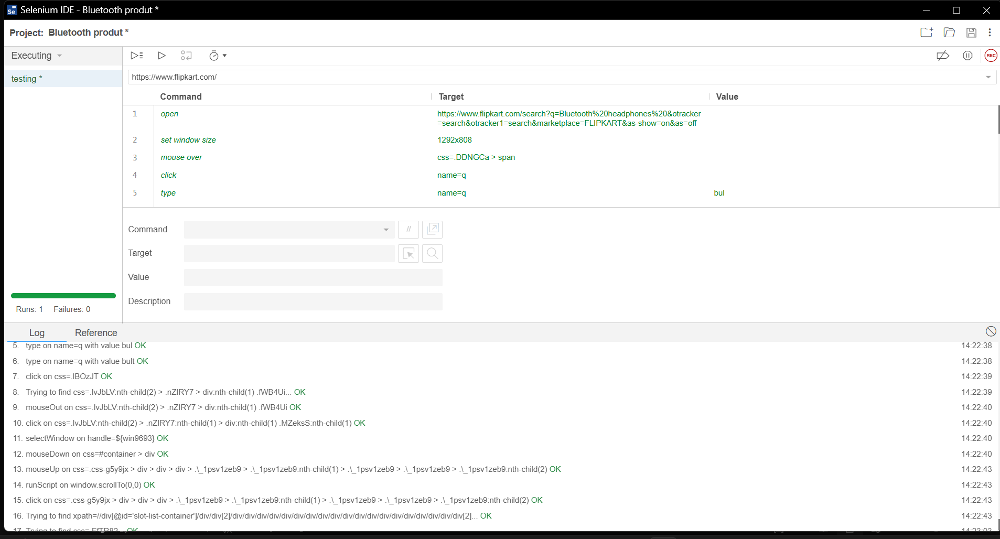 Se Selenium IDE - Bluetooth produt *
Project: Bluetooth produt *
Executing
testing *
https://www.flipkart.com/
REC
Command Target Value
1 open https://www.flipkart.com/search?q=Bluetooth%20headphones%20&otracker
=search&otracker1=search&marketplace=FLIPKART&as-show=on&as=off
2 set window size 1292x808
3 mouse over css=.DDNGCa > span
4 click name=q
5 type name=q bul
Command //
Target
Value
Description
Runs: 1 Failures: 0
Log Reference
5. type on name=q with value bul OK 14:22:38
6. type on name=q with value bult OK 14:22:38
7. click on css=.lBOzJT OK 14:22:39
8. Trying to find css=.lvJbLV:nth-child(2) > .nZIRY7 > div:nth-child(1) .fWB4Ui... OK 14:22:39
9. mouseOut on css=.lvJbLV:nth-child(2) > .nZIRY7 > div:nth-child(1) .fWB4Ui OK 14:22:40
10. click on css=.lvJbLV:nth-child(2) > .nZIRY7:nth-child(1) > div:nth-child(1) .MZeksS:nth-child(1) OK 14:22:40
11. selectWindow on handle=${win9693} OK 14:22:40
12. mouseDown on css=#container > div OK 14:22:40
13. mouseUp on css=.css-g5y9jx > div > div > div > .\_1psv1zeb9 > .\_1psv1zeb9:nth-child(1) > .\_1psv1zeb9 > .\_1psv1zeb9 > .\_1psv1zeb9:nth-child(2) OK 14:22:43
14. runScript on window.scrollTo(0,0) OK 14:22:43
15. click on css=.css-g5y9jx > div > div > div > .\_1psv1zeb9 > .\_1psv1zeb9:nth-child(1) > .\_1psv1zeb9 > .\_1psv1zeb9 > .\_1psv1zeb9:nth-child(2) OK 14:22:43
16. Trying to find xpath=//div[@id='slot-list-container']/div/div[2]/div/div/div/div/div/div/div/div/div/div/div/div/div/div/div/div/div/div/div[2]... OK 14:22:43
17. Trying to find OK 14:23:03